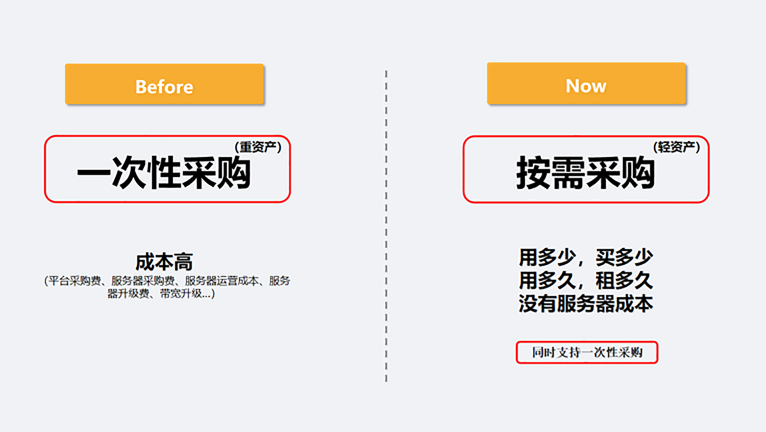 Before
(重资产)
一次性采购
成本高
(平台采购费、服务器采购费、服务器运营成本、服务
器升级费、带宽升级...)
Now
(轻资产)
按需采购
用多少，买多少
用多久，租多久
没有服务器成本
同时支持一次性采购